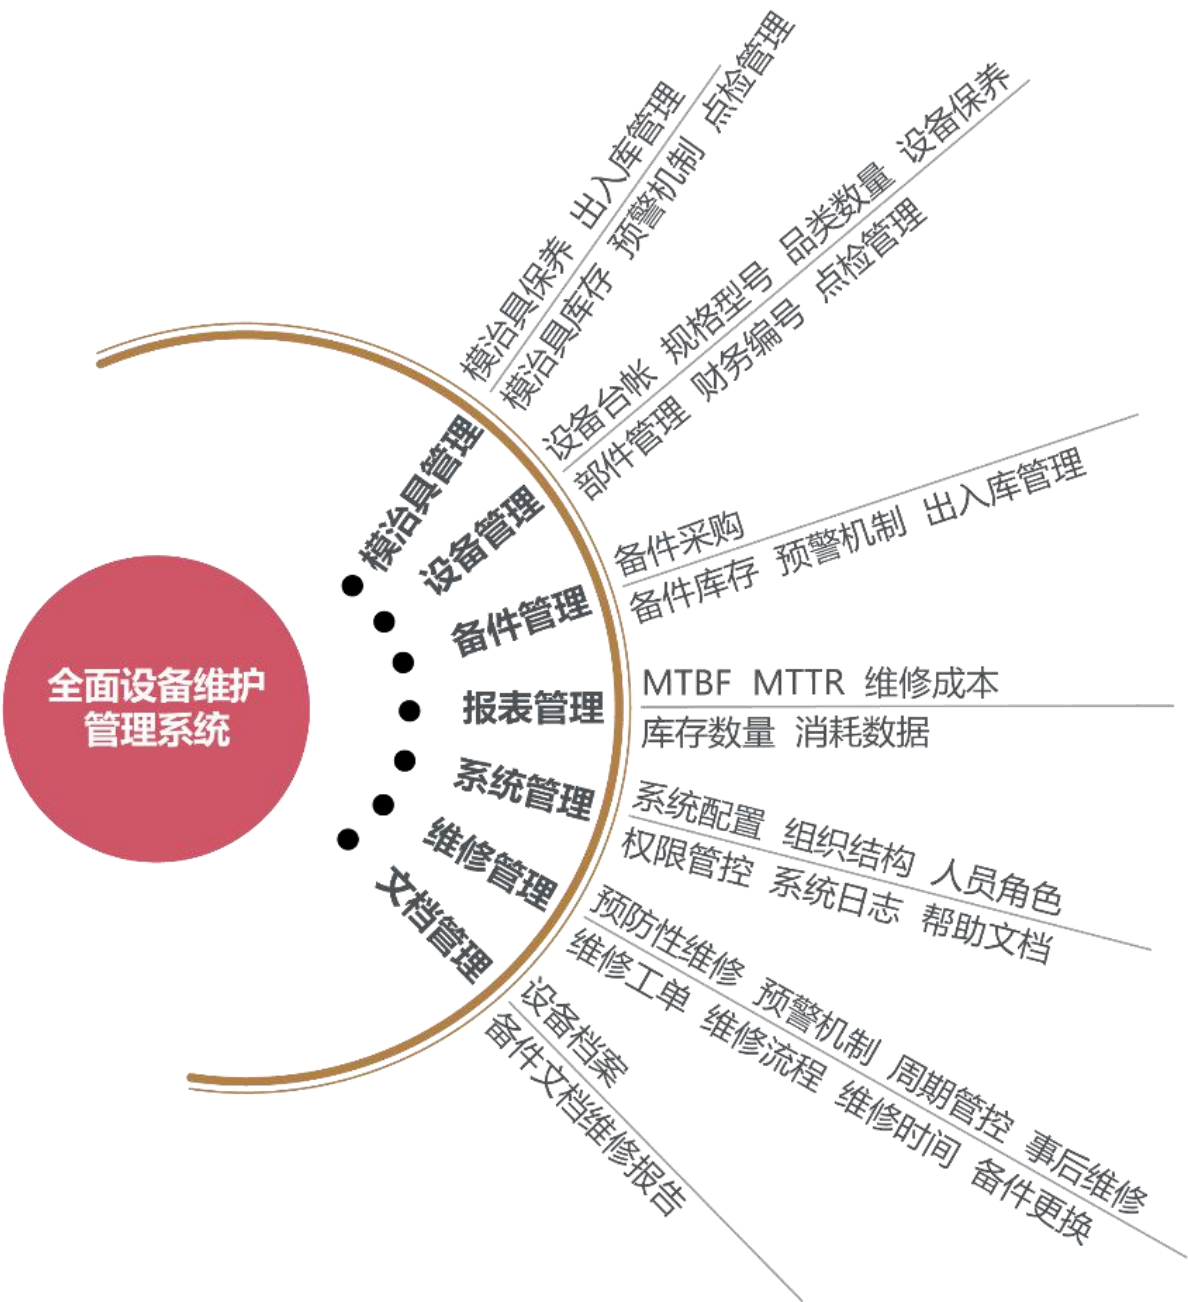 全面设备维护
管理系统
模治具管理
模治具保养 出入库管理
模治具库存 预警机制 点检管理
设备管理
设备台帐 规格型号 品类数量 设备保养
部件管理 财务编号 点检管理
备件管理
备件采购
备件库存 预警机制 出入库管理
报表管理
MTBF MTTR 维修成本
库存数量 消耗数据
系统管理
系统配置 组织结构 人员角色
权限管控 系统日志 帮助文档
维修管理
预防性维修 预警机制 周期管控 事后维修
维修工单 维修流程 维修时间 备件更换
文档管理
设备档案
备件文档维修报告